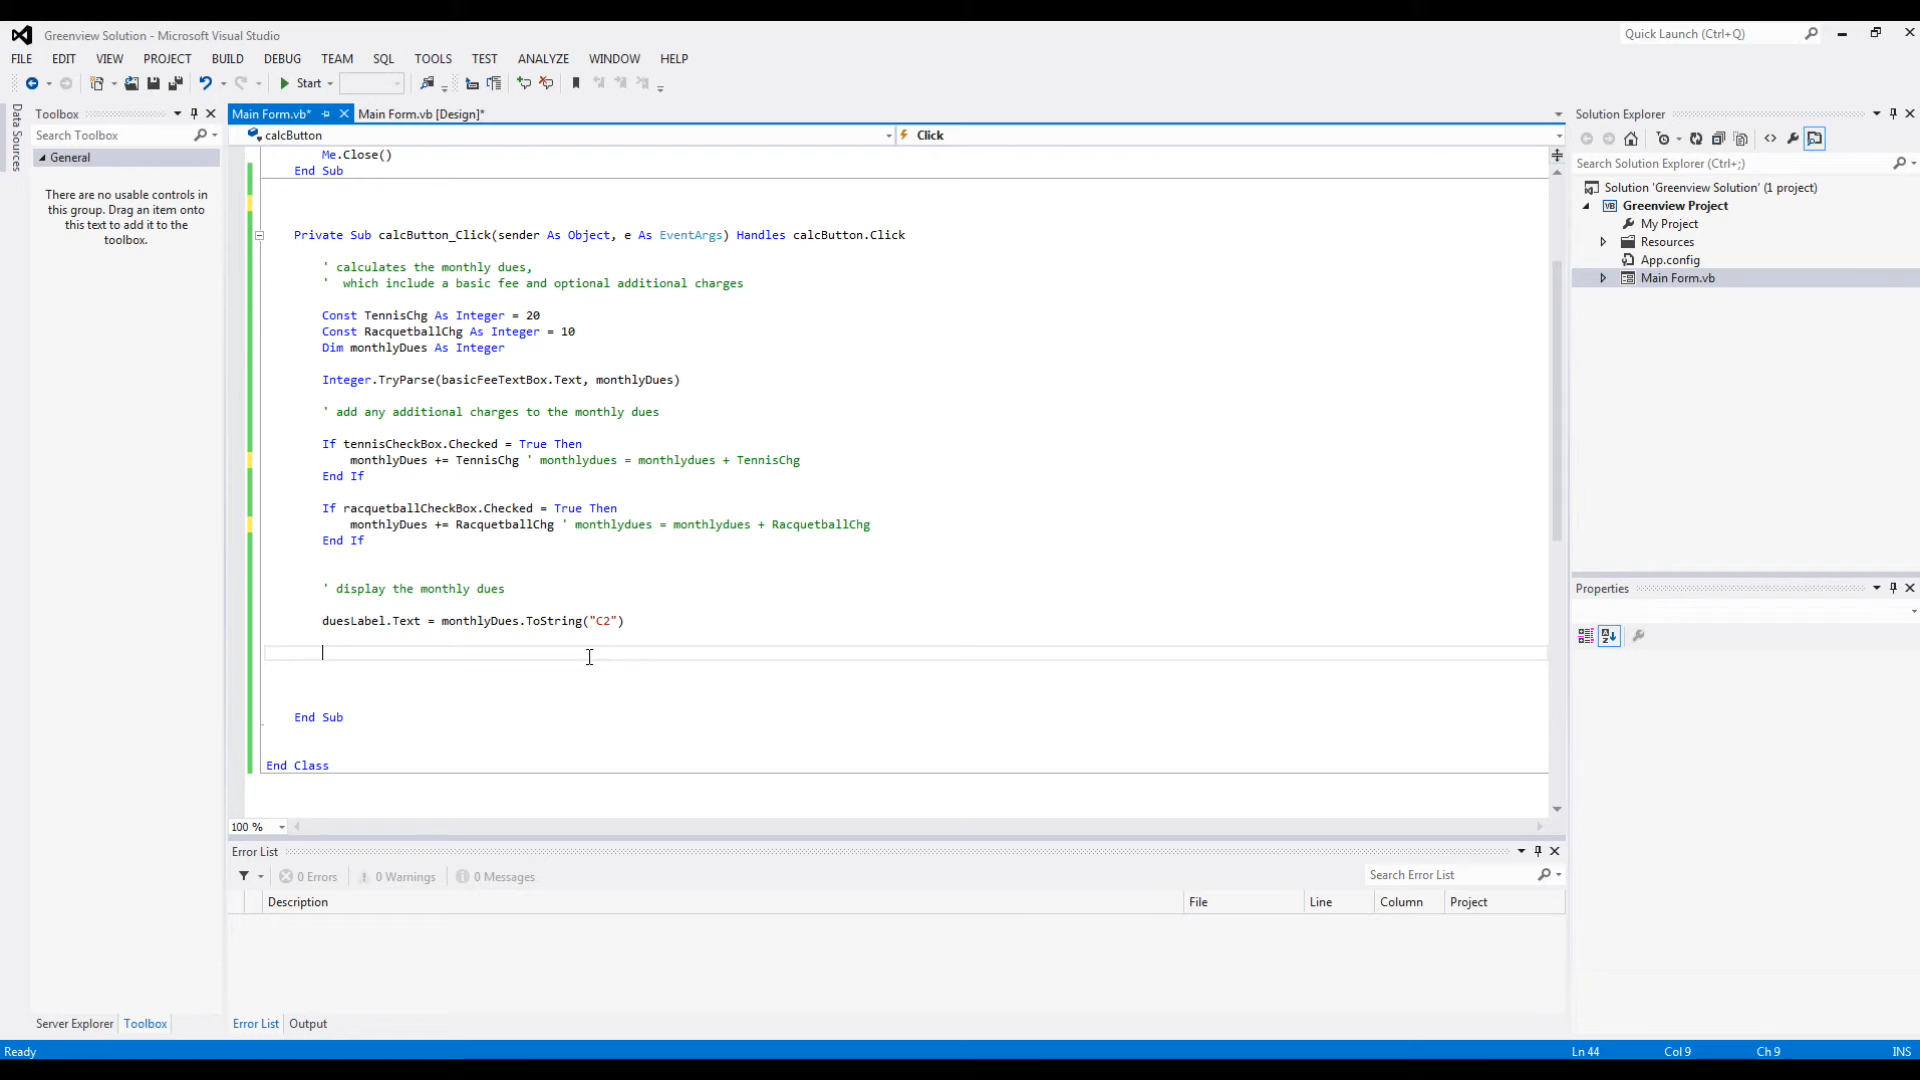 Greenview Solution - Microsoft Visual Studio
Quick Launch (Ctrl+Q)
FILE EDIT VIEW PROJECT BUILD DEBUG TEAM SQL TOOLS TEST ANALYZE WINDOW HELP
Start
Data Sources
Toolbox
Search Toolbox
General
There are no usable controls in
this group. Drag an item onto
this text to add it to the
toolbox.
Main Form.vb* Main Form.vb [Design]*
calcButton Click
Me.Close()
End Sub
Private Sub calcButton_Click(sender As Object, e As EventArgs) Handles calcButton.Click
' calculates the monthly dues,
' which include a basic fee and optional additional charges
Const TennisChg As Integer = 20
Const RacquetballChg As Integer = 10
Dim monthlyDues As Integer
Integer.TryParse(basicFeeTextBox.Text, monthlyDues)
' add any additional charges to the monthly dues
If tennisCheckBox.Checked = True Then
monthlyDues += TennisChg ' monthlydues = monthlydues + TennisChg
End If
If racquetballCheckBox.Checked = True Then
monthlyDues += RacquetballChg ' monthlydues = monthlydues + RacquetballChg
End If
' display the monthly dues
duesLabel.Text = monthlyDues.ToString("C2")
End Sub
End Class
100 %
Error List
0 Errors 0 Warnings 0 Messages
Search Error List
Description File Line Column Project
Solution Explorer
Search Solution Explorer (Ctrl+;)
Solution 'Greenview Solution' (1 project)
VB Greenview Project
My Project
Resources
App.config
Main Form.vb
Properties
Server Explorer Toolbox
Error List Output
Ready Ln 44 Col 9 Ch 9 INS